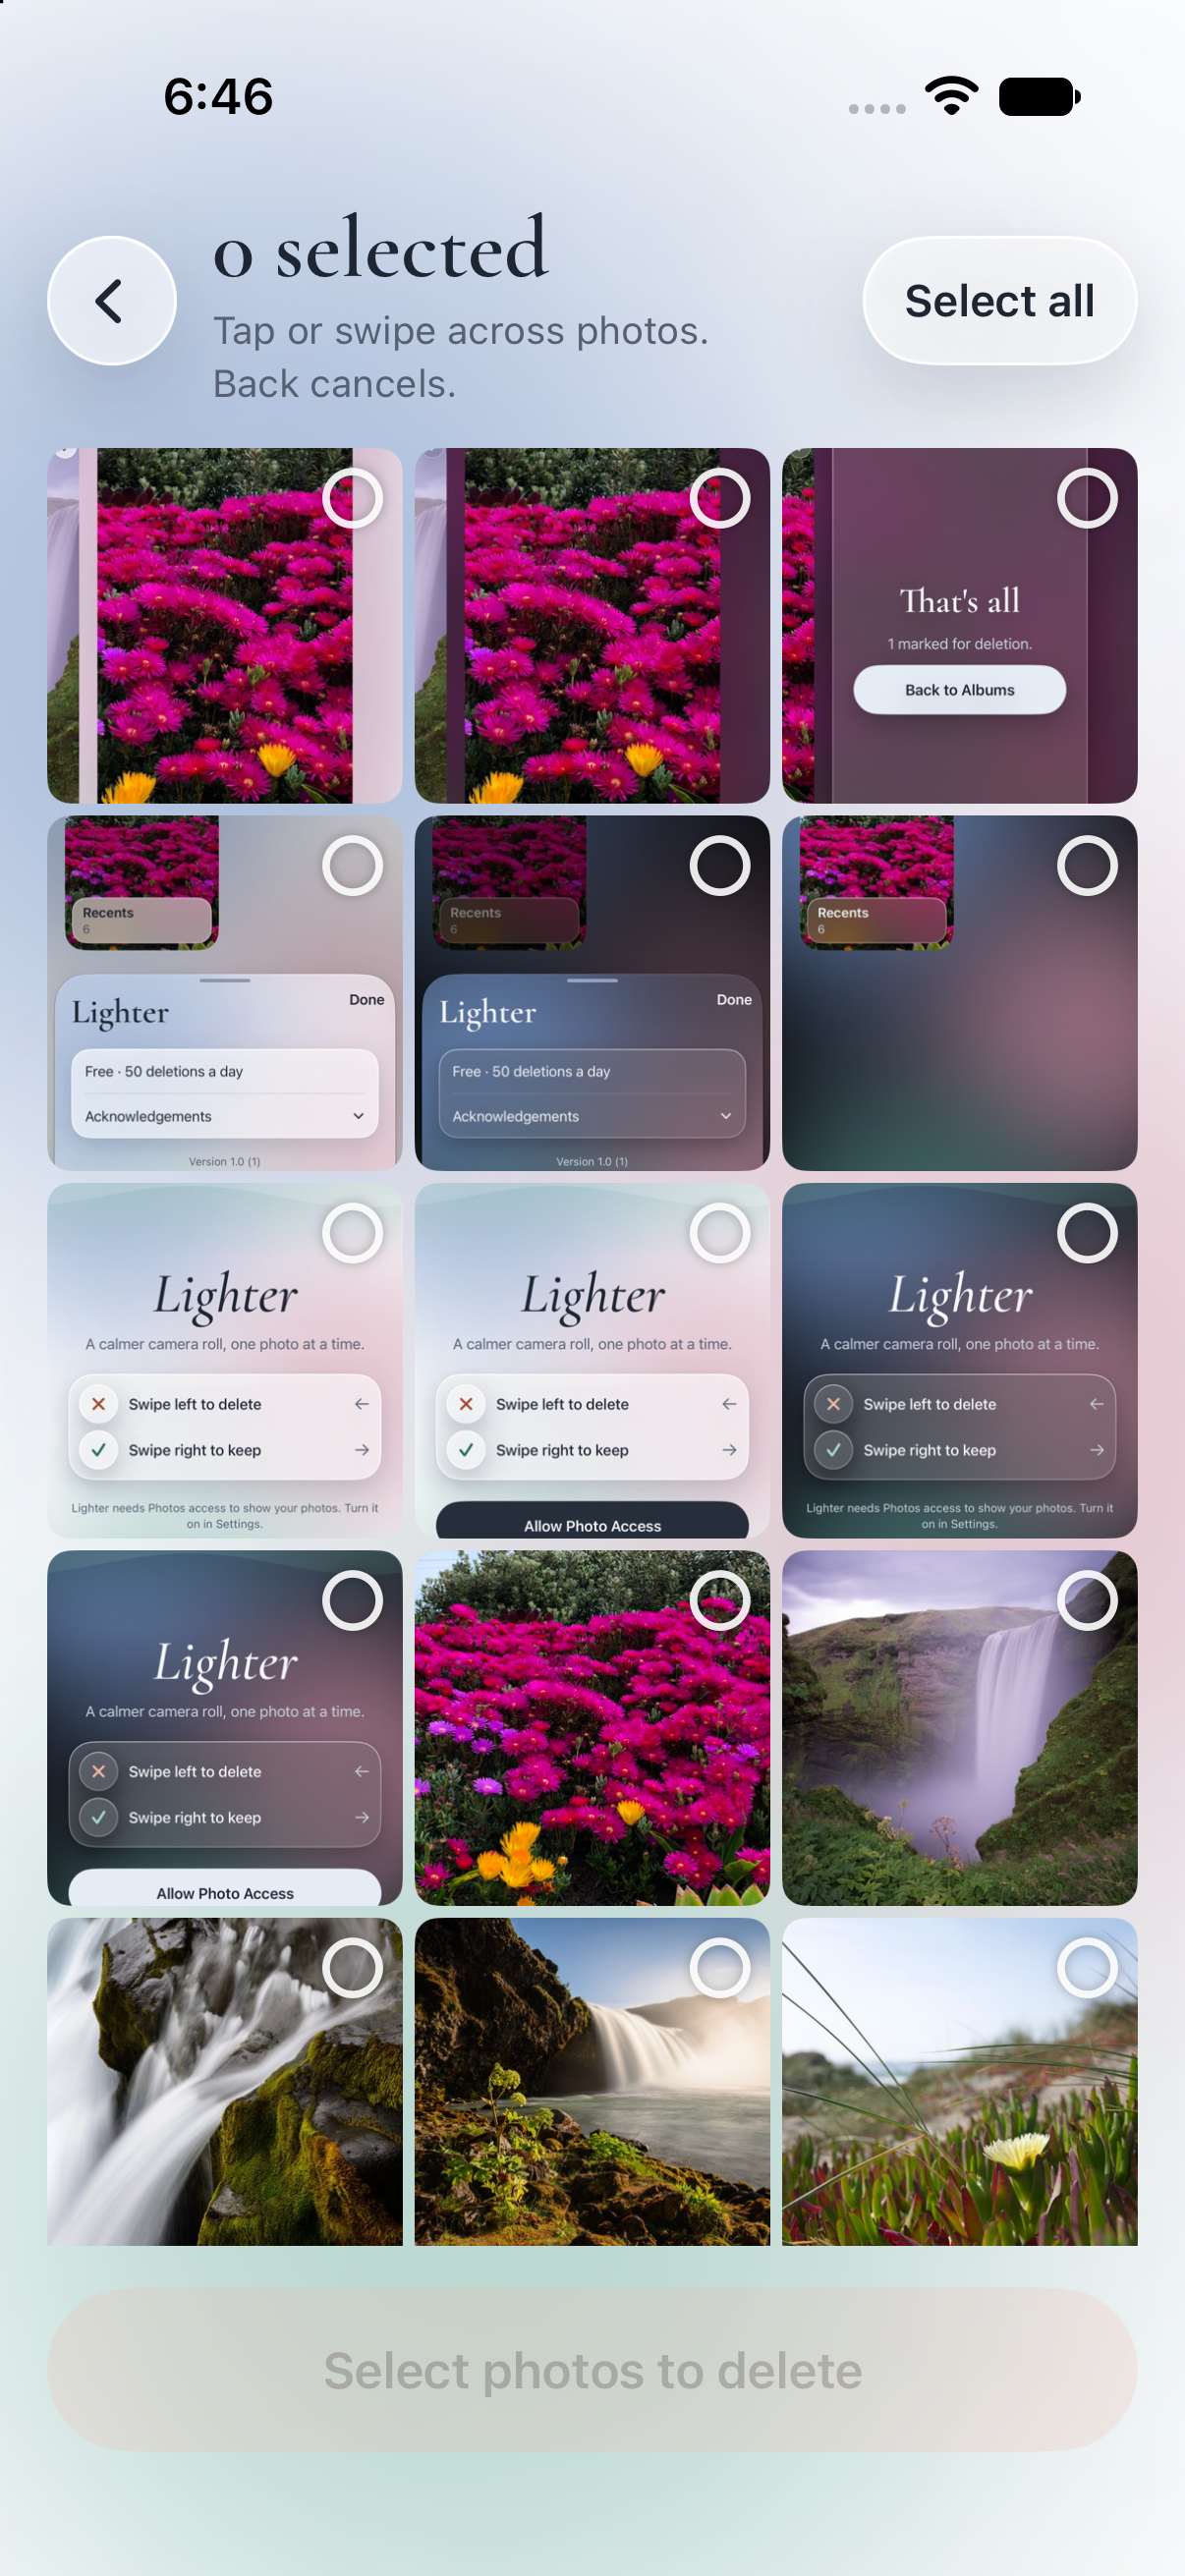 6:46
o selected
Select all
Tap or swipe across photos.
Back cancels.
That's all
1 marked for deletion.
Back to Albums
Recents
6
Lighter
Done
Free · 50 deletions a day
Acknowledgements
Version 1.0 (1)
Recents
6
Lighter
Done
Free · 50 deletions a day
Acknowledgements
Version 1.0 (1)
Recents
6
Lighter
A calmer camera roll, one photo at a time.
Swipe left to delete
Swipe right to keep
Lighter needs Photos access to show your photos. Turn it
on in Settings.
Lighter
A calmer camera roll, one photo at a time.
Swipe left to delete
Swipe right to keep
Allow Photo Access
Lighter
A calmer camera roll, one photo at a time.
Swipe left to delete
Swipe right to keep
Lighter needs Photos access to show your photos. Turn it
on in Settings.
Lighter
A calmer camera roll, one photo at a time.
Swipe left to delete
Swipe right to keep
Allow Photo Access
Select photos to delete